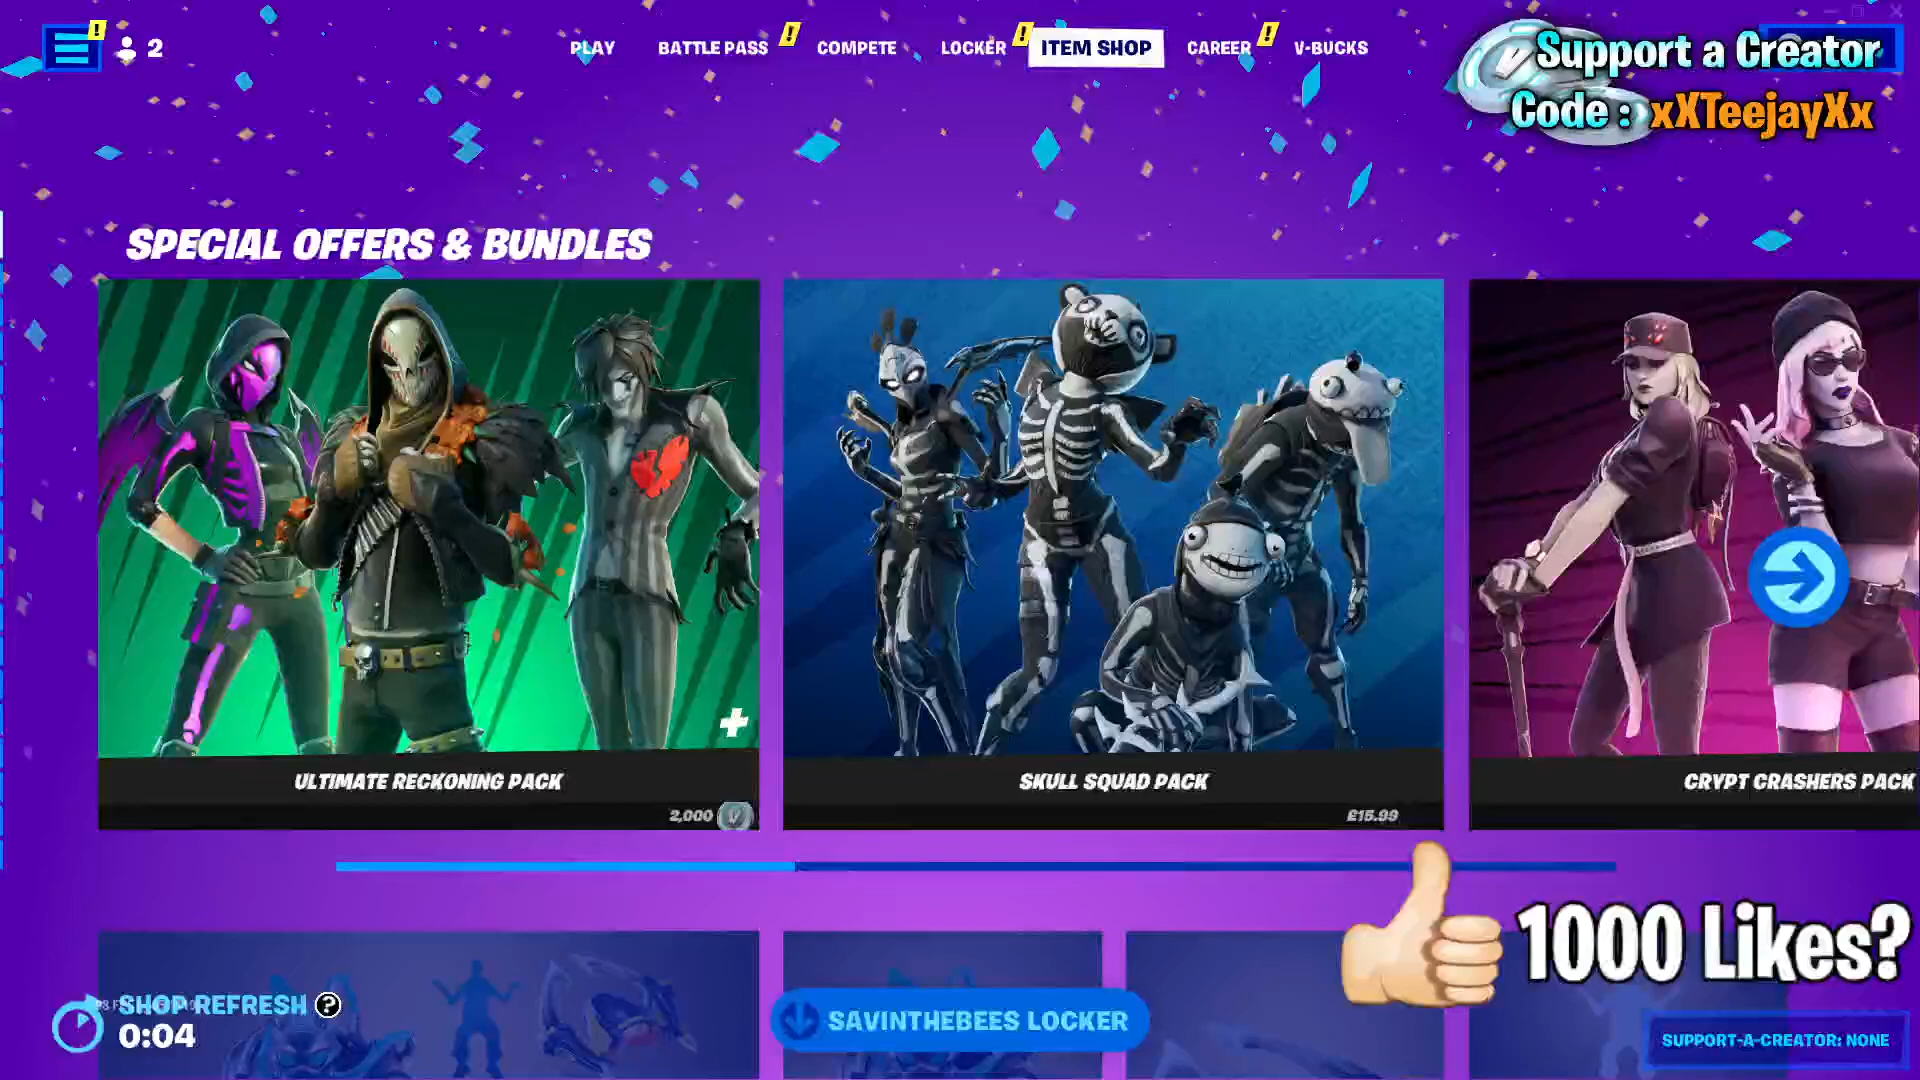 2
PLAY
BATTLE PASS
COMPETE
LOCKER
ITEM SHOP
CAREER
V-BUCKS
Support a Creator
Code : xXTeejayXx
SPECIAL OFFERS & BUNDLES
ULTIMATE RECKONING PACK
2,000
SKULL SQUAD PACK
£15.99
CRYPT CRASHERS PACK
1000 Likes?
SHOP REFRESH ?
0:04
SAVINTHEBEES LOCKER
SUPPORT-A-CREATOR: NONE